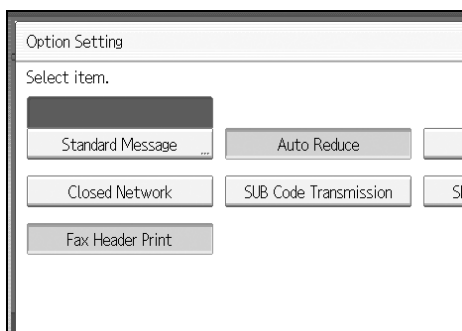 Option Setting
Select item.
Standard Message ...
Auto Reduce
Closed Network
SUB Code Transmission
Fax Header Print